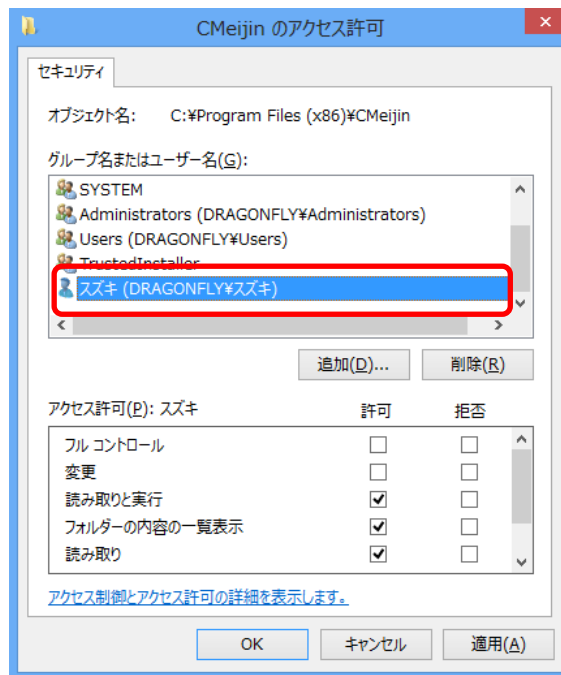 CMeijin のアクセス許可
セキュリティ
オブジェクト名: C:¥Program Files (x86)¥CMeijin
グループ名またはユーザー名(G):
SYSTEM
Administrators (DRAGONFLY¥Administrators)
Users (DRAGONFLY¥Users)
TrustedInstaller
スズキ (DRAGONFLY¥スズキ)
追加(D)... 削除(R)
アクセス許可(P): スズキ 許可 拒否
フル コントロール
変更
読み取りと実行
フォルダーの内容の一覧表示
読み取り
アクセス制御とアクセス許可の詳細を表示します。
OK キャンセル 適用(A)